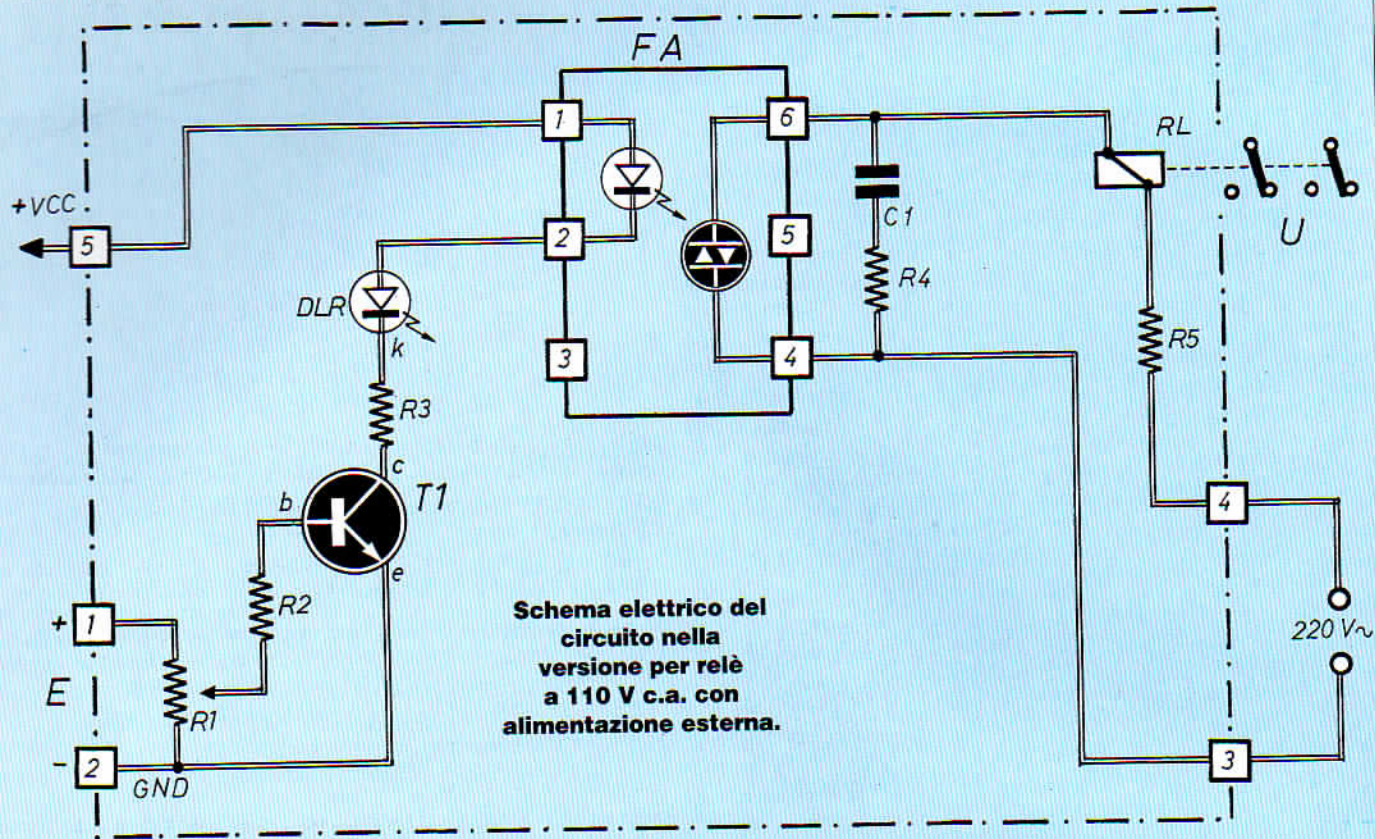 FA
1
6
RL
+VCC
5
2
5
C1
U
DLR
R4
k
3
4
R5
R3
c
b
T1
4
e
R2
Schema elettrico del
circuito nella
versione per relè
a 110 V c.a. con
alimentazione esterna.
+ 1
220 V~
E
R1
- 2
GND
3